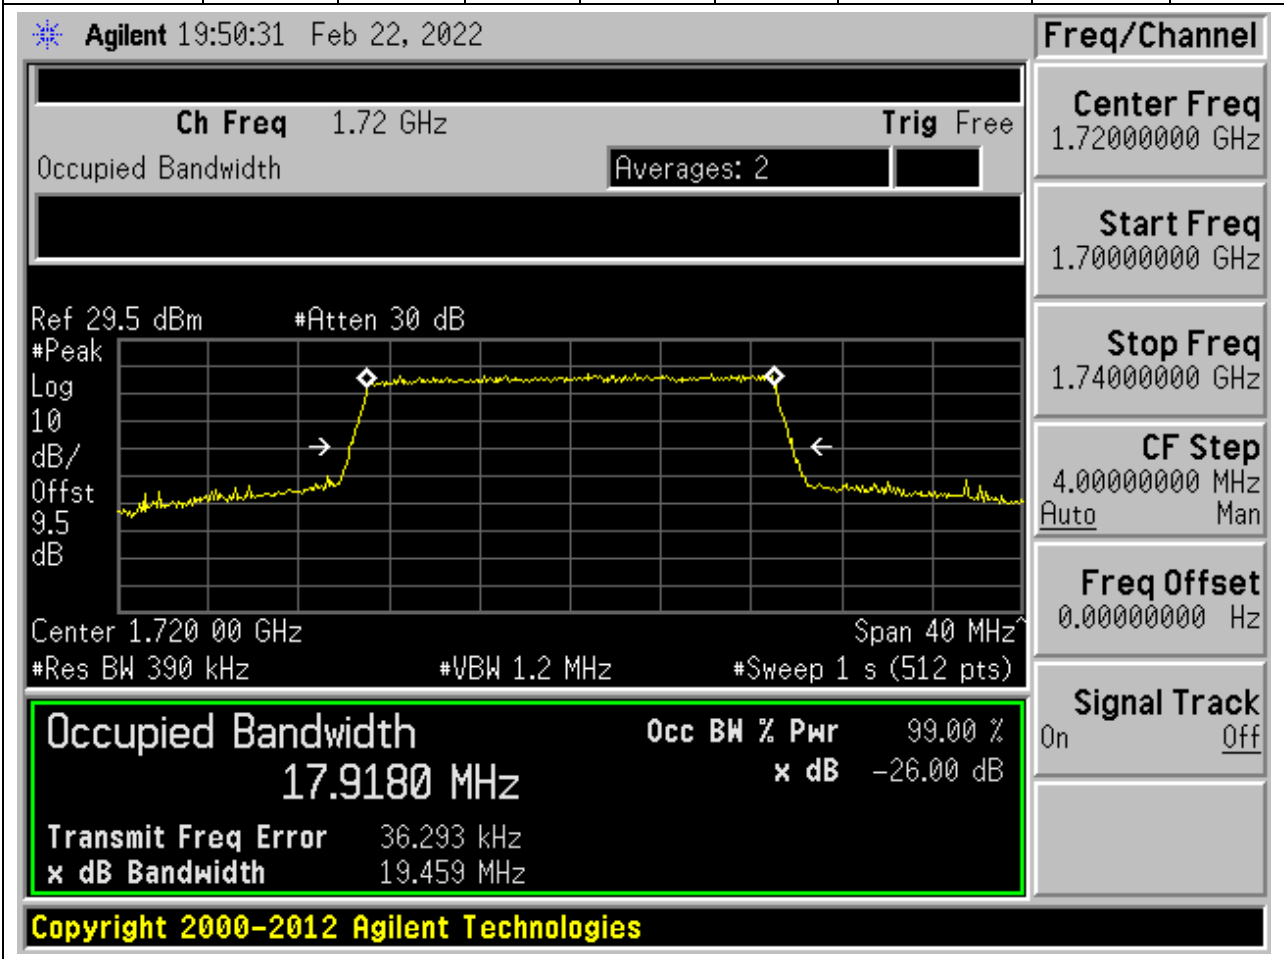 Agilent 19:50:31 Feb 22, 2022
Freq/Channel
Ch Freq 1.72 GHz Trig Free
Occupied Bandwidth Averages: 2
Center Freq
1.72000000 GHz
Start Freq
1.70000000 GHz
Stop Freq
1.74000000 GHz
CF Step
4.00000000 MHz
Auto Man
Freq Offset
0.00000000 Hz
Signal Track
On Off
Ref 29.5 dBm #Atten 30 dB
#Peak
Log
10
dB/
Offst
9.5
dB
Center 1.720 00 GHz Span 40 MHz^
#Res BW 390 kHz #VBW 1.2 MHz #Sweep 1 s (512 pts)
Occupied Bandwidth Occ BW % Pwr 99.00 %
17.9180 MHz x dB -26.00 dB
Transmit Freq Error 36.293 kHz
x dB Bandwidth 19.459 MHz
Copyright 2000-2012 Agilent Technologies